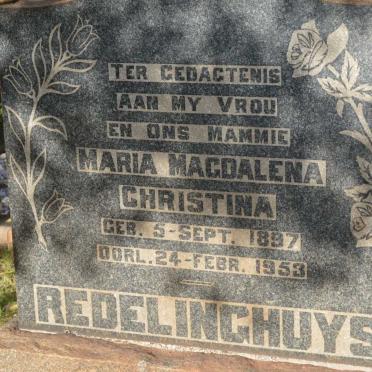 TER GEDAGTENIS
AAN MY VROU
EN ONS MAMMIE
MARIA MAGDALENA
CHRISTINA
GEB. 5-SEPT. 1897
OORL. 24-FEBR. 1953
REDELINGHUYS